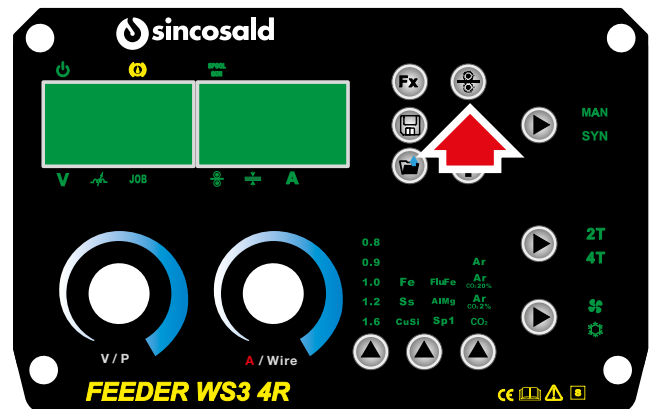 sincosald
SPOOL GUN
Fx
MAN
SYN
V
JOB
A
2T
4T
0.8
0.9
1.0
1.2
1.6
Fe
Ss
CuSi
FluFe
AlMg
Sp1
Ar
Ar
CO₂ 20%
Ar
CO₂ 2%
CO₂
V / P
A / Wire
FEEDER WS3 4R
CE
S